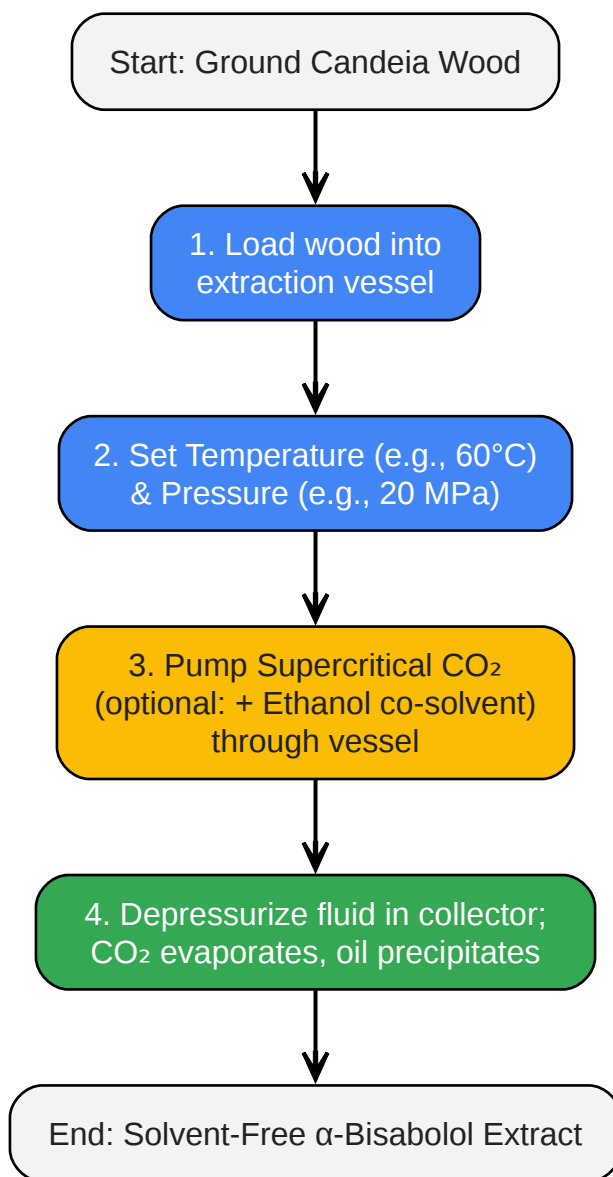 Start: Ground Candeia Wood
1. Load wood into
extraction vessel
2. Set Temperature (e.g., 60°C)
& Pressure (e.g., 20 MPa)
3. Pump Supercritical CO₂
(optional: + Ethanol co-solvent)
through vessel
4. Depressurize fluid in collector;
CO₂ evaporates, oil precipitates
End: Solvent-Free α-Bisabolol Extract